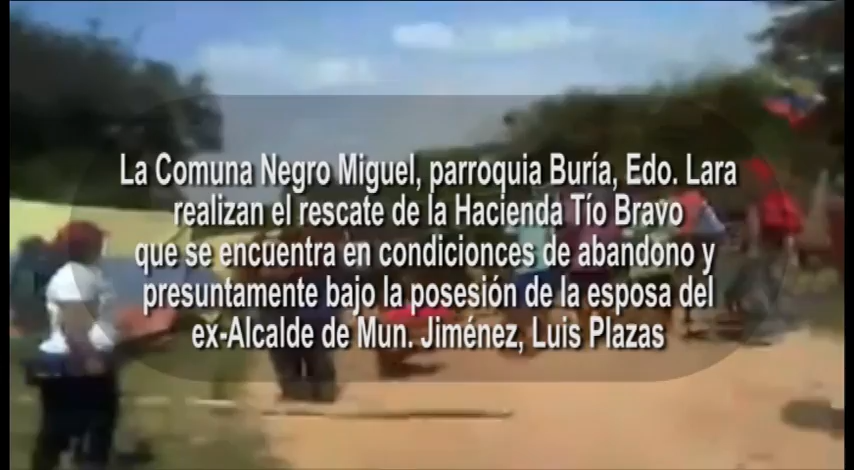 La Comuna Negro Miguel, parroquia Buría, Edo. Lara
realizan el rescate de la Hacienda Tío Bravo
que se encuentra en condicionces de abandono y
presuntamente bajo la posesión de la esposa del
ex-Alcalde de Mun. Jiménez, Luis Plazas